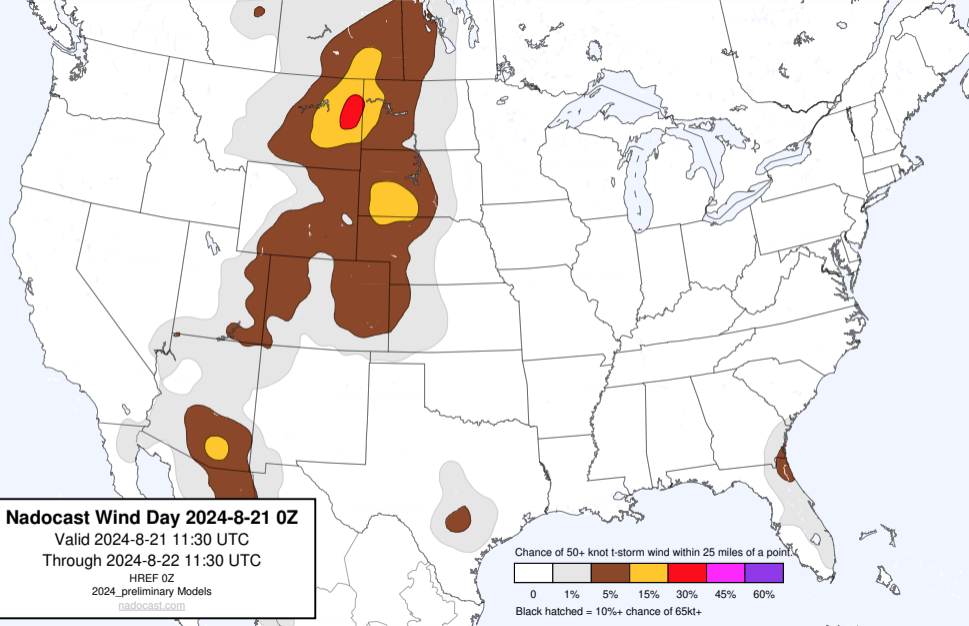 Nadocast Wind Day 2024-8-21 0Z
Valid 2024-8-21 11:30 UTC
Through 2024-8-22 11:30 UTC
HREF 0Z
2024_preliminary Models
nadocast.com
Chance of 50+ knot t-storm wind within 25 miles of a point.
0 1% 5% 15% 30% 45% 60%
Black hatched = 10%+ chance of 65kt+